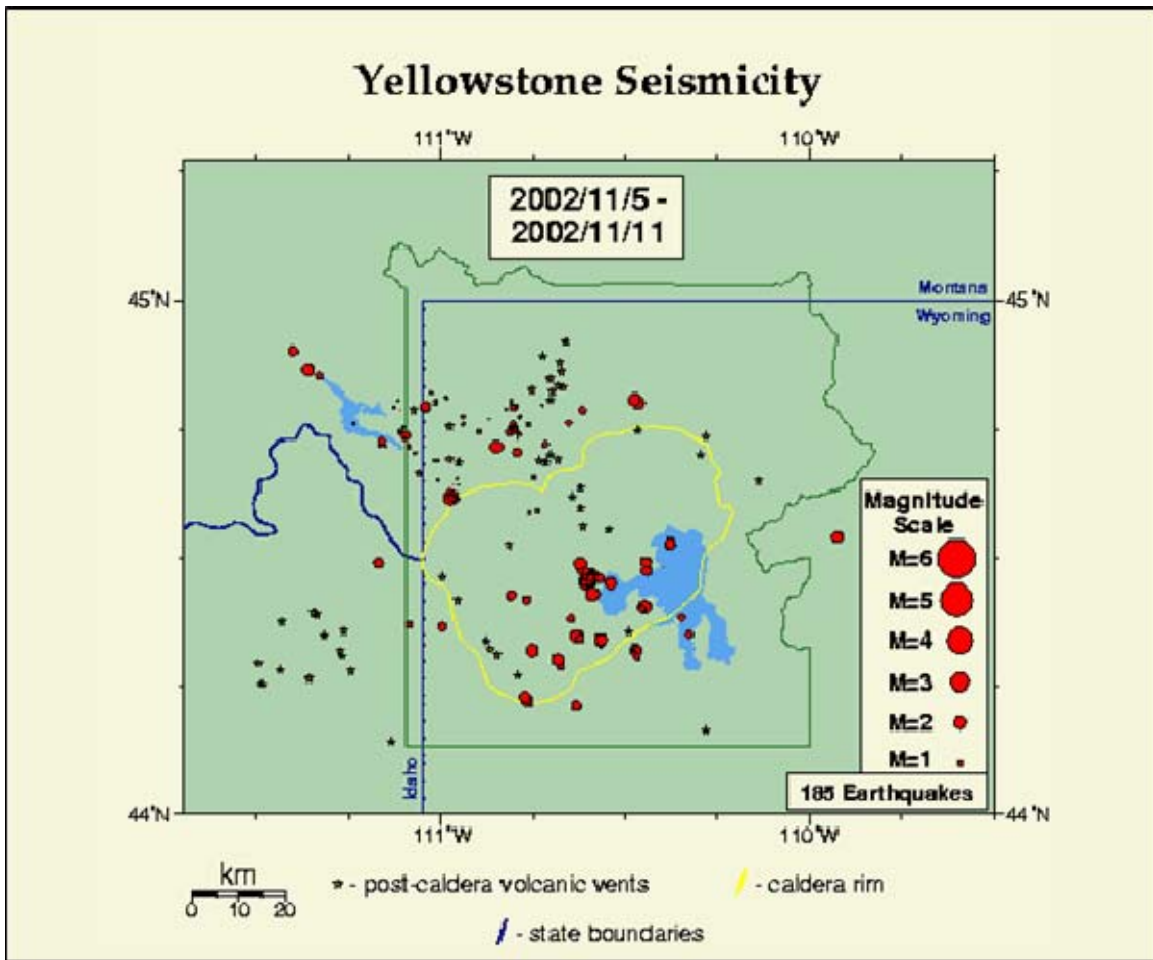 Yellowstone Seismicity
111°W 110°W
2002/11/5 -
2002/11/11
45°N Montana 45°N
Wyoming
Magnitude
Scale
M=6
M=5
M=4
M=3
M=2
M=1
Idaho
185 Earthquakes
44°N 44°N
111°W 110°W
km
0 10 20
- post-caldera volcanic vents
- caldera rim
- state boundaries